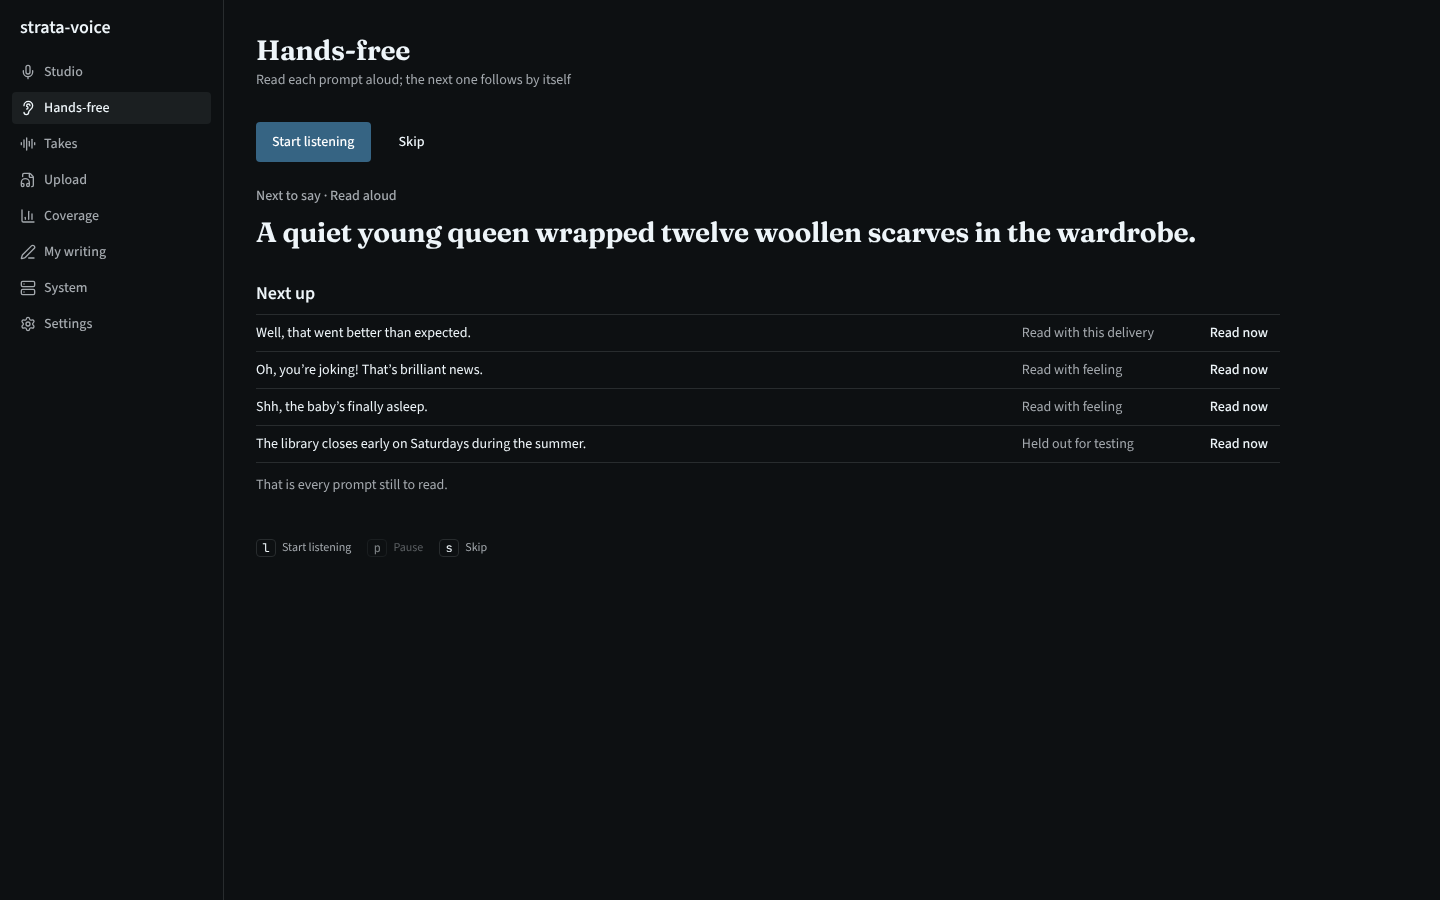 strata-voice
Studio
Hands-free
Takes
Upload
Coverage
My writing
System
Settings
Hands-free
Read each prompt aloud; the next one follows by itself
Start listening Skip
Next to say · Read aloud
A quiet young queen wrapped twelve woollen scarves in the wardrobe.
Next up
Well, that went better than expected. Read with this delivery Read now
Oh, you’re joking! That’s brilliant news. Read with feeling Read now
Shh, the baby’s finally asleep. Read with feeling Read now
The library closes early on Saturdays during the summer. Held out for testing Read now
That is every prompt still to read.
l Start listening p Pause s Skip